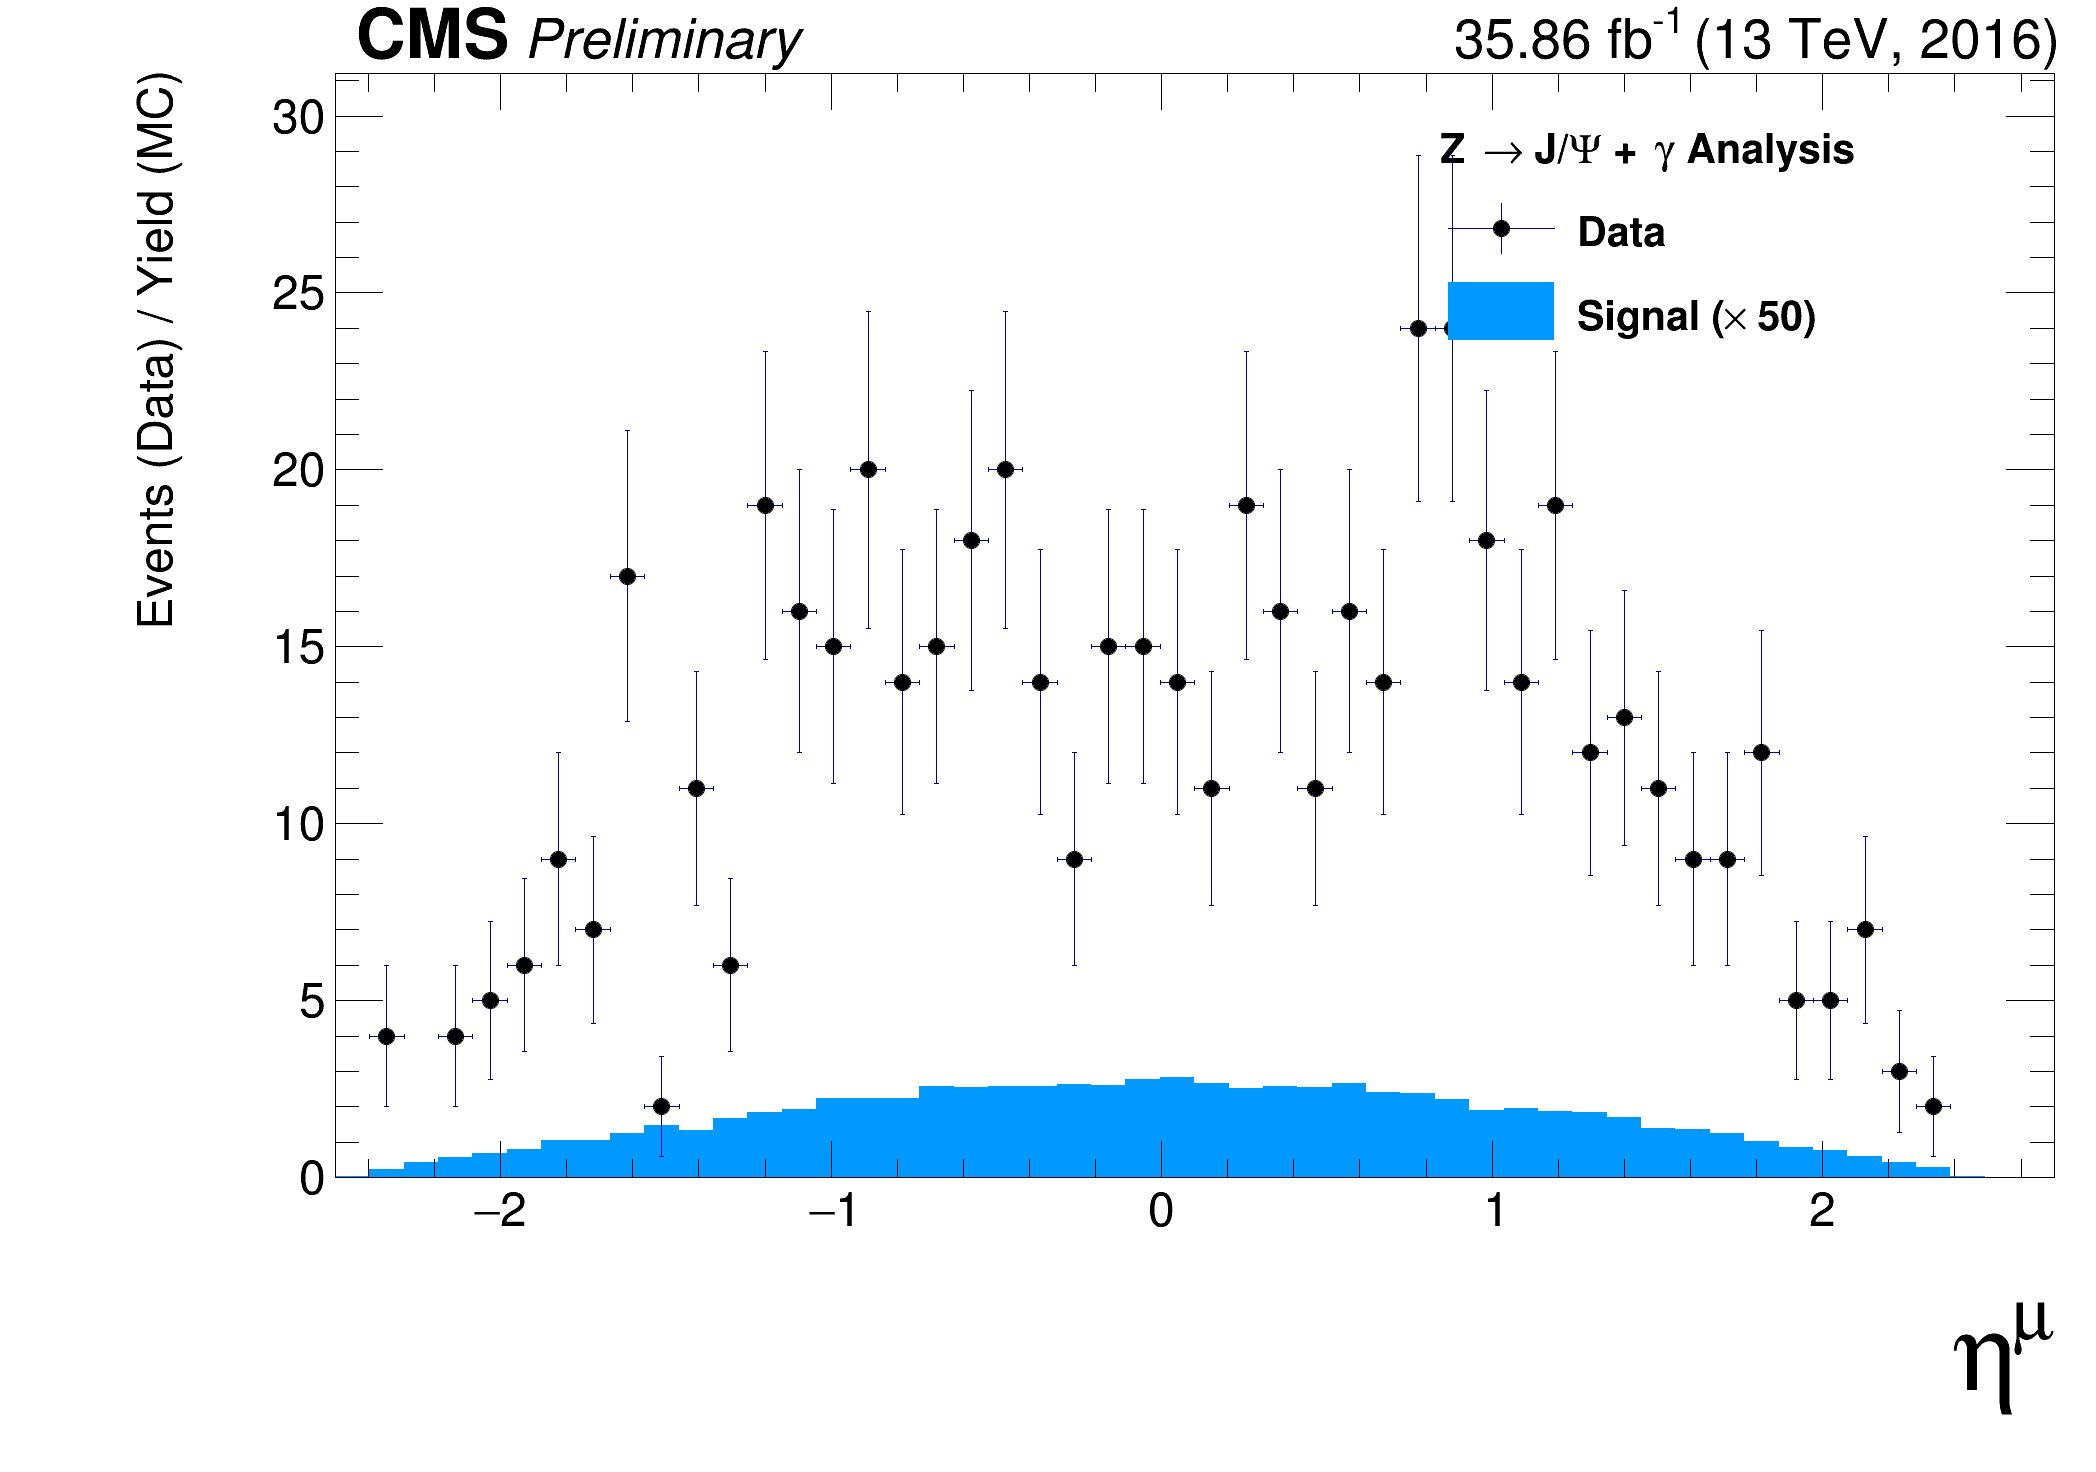 CMS Preliminary 35.86 fb⁻¹ (13 TeV, 2016)
Events (Data) / Yield (MC)
Z → J/Ψ + γ Analysis
Data
Signal (× 50)
30
25
20
15
10
5
0
−2 −1 0 1 2
η^μ